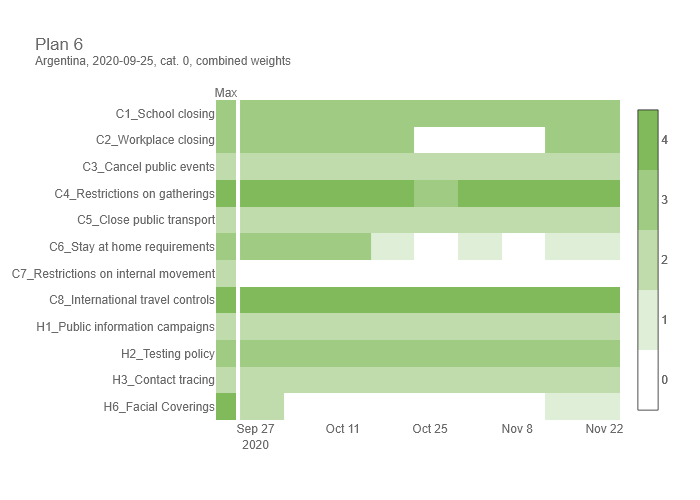 Plan 6
Argentina, 2020-09-25, cat. 0, combined weights
Max
C1_School closing
C2_Workplace closing
C3_Cancel public events
C4_Restrictions on gatherings
C5_Close public transport
C6_Stay at home requirements
C7_Restrictions on internal movement
C8_International travel controls
H1_Public information campaigns
H2_Testing policy
H3_Contact tracing
H6_Facial Coverings
Sep 27 Oct 11 Oct 25 Nov 8 Nov 22
2020
4
3
2
1
0